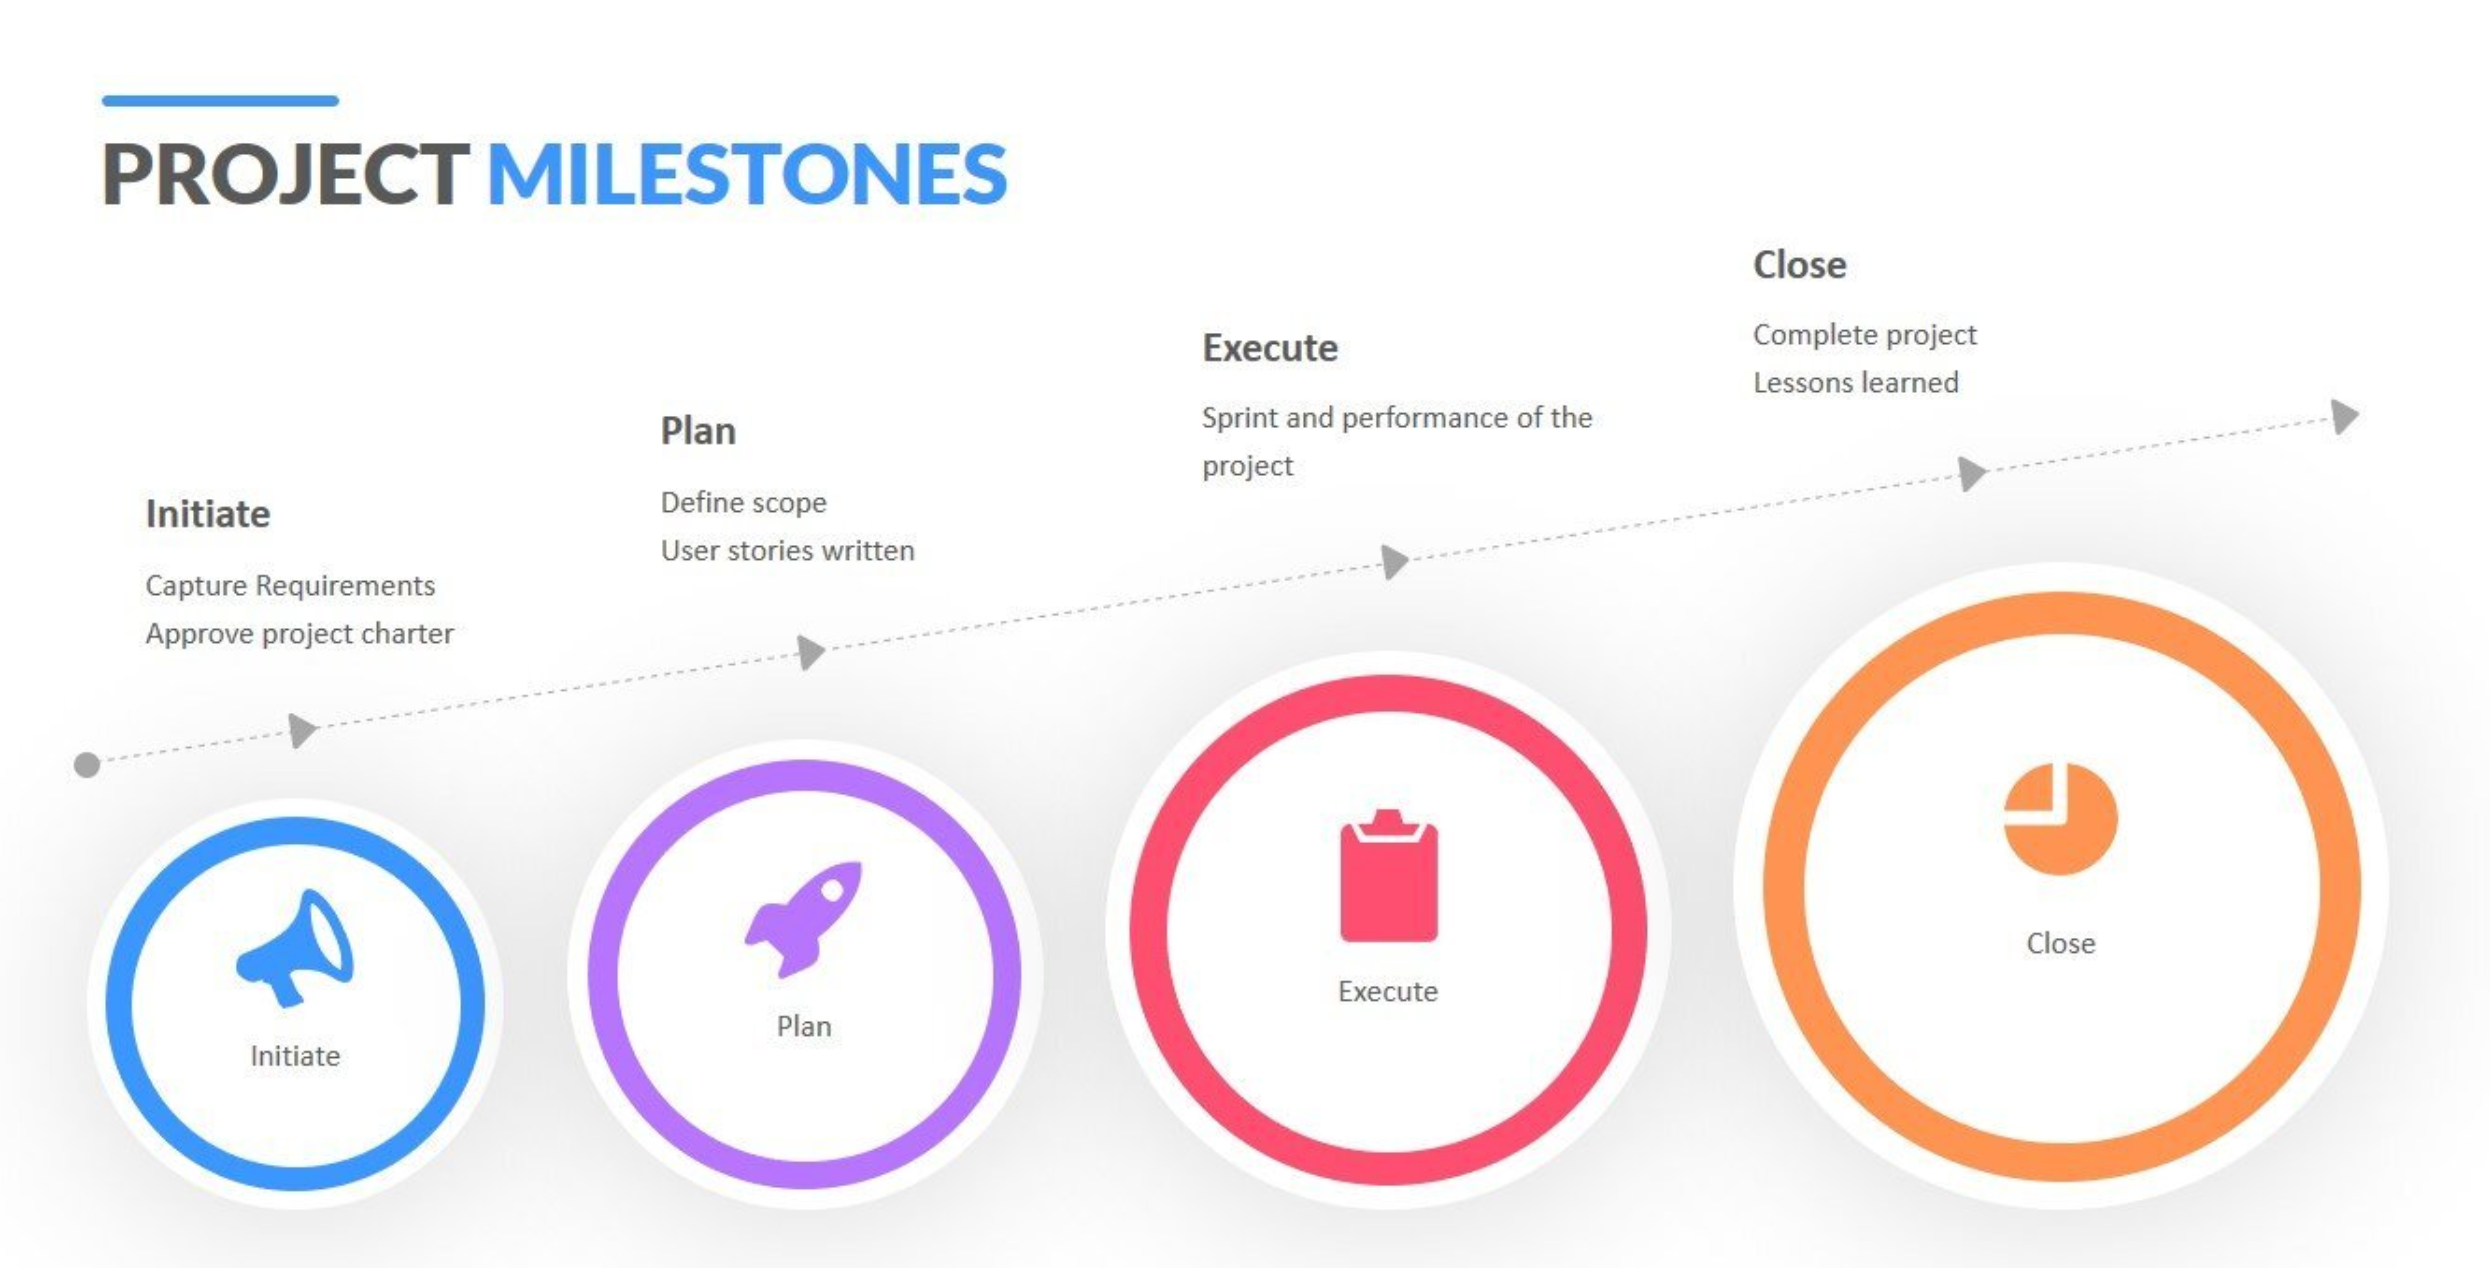 PROJECT MILESTONES
Initiate
Capture Requirements
Approve project charter
Plan
Define scope
User stories written
Execute
Sprint and performance of the
project
Close
Complete project
Lessons learned
Initiate
Plan
Execute
Close